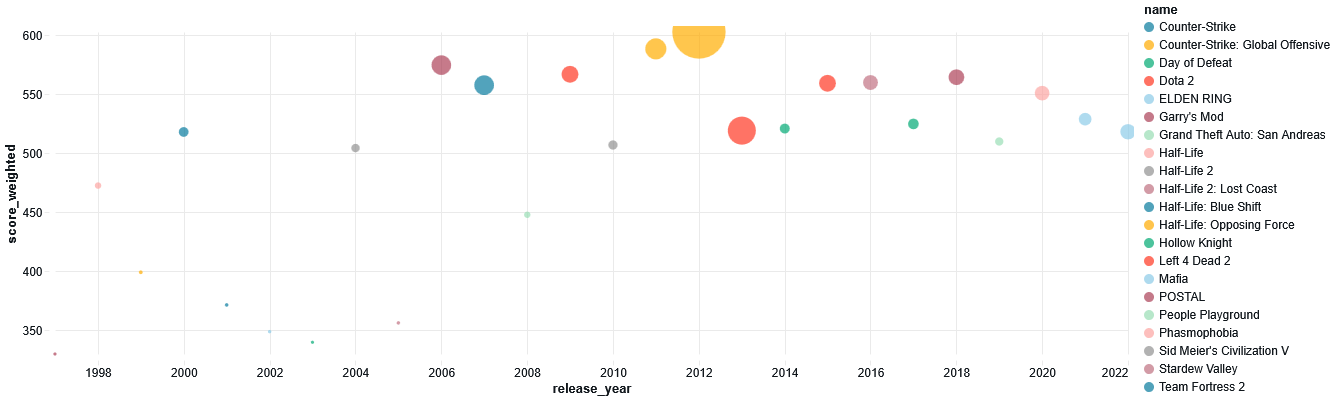 name
Counter-Strike
Counter-Strike: Global Offensive
Day of Defeat
Dota 2
ELDEN RING
Garry's Mod
Grand Theft Auto: San Andreas
Half-Life
Half-Life 2
Half-Life 2: Lost Coast
Half-Life: Blue Shift
Half-Life: Opposing Force
Hollow Knight
Left 4 Dead 2
Mafia
POSTAL
People Playground
Phasmophobia
Sid Meier's Civilization V
Stardew Valley
Team Fortress 2
score_weighted
600
550
500
450
400
350
1998 2000 2002 2004 2006 2008 2010 2012 2014 2016 2018 2020 2022
release_year